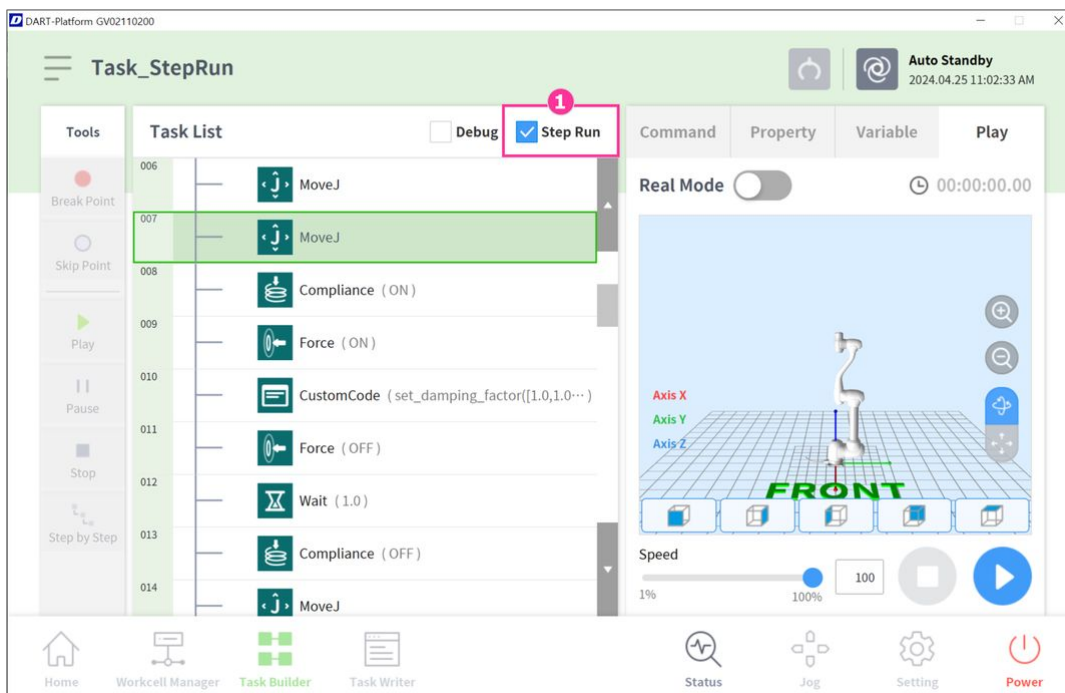 DART-Platform GV02110200
Task_StepRun
Auto Standby
2024.04.25 11:02:33 AM
1
Tools
Task List
Debug
Step Run
Command
Property
Variable
Play
Break Point
Skip Point
Play
Pause
Stop
Step by Step
006
MoveJ
007
MoveJ
008
Compliance (ON)
009
Force (ON)
010
CustomCode (set_damping_factor([1.0,1.0⋯)
011
Force (OFF)
012
Wait (1.0)
013
Compliance (OFF)
014
MoveJ
Real Mode
00:00:00.00
Axis X
Axis Y
Axis Z
FRONT
Speed
1%
100%
100
Home
Workcell Manager
Task Builder
Task Writer
Status
Jog
Setting
Power